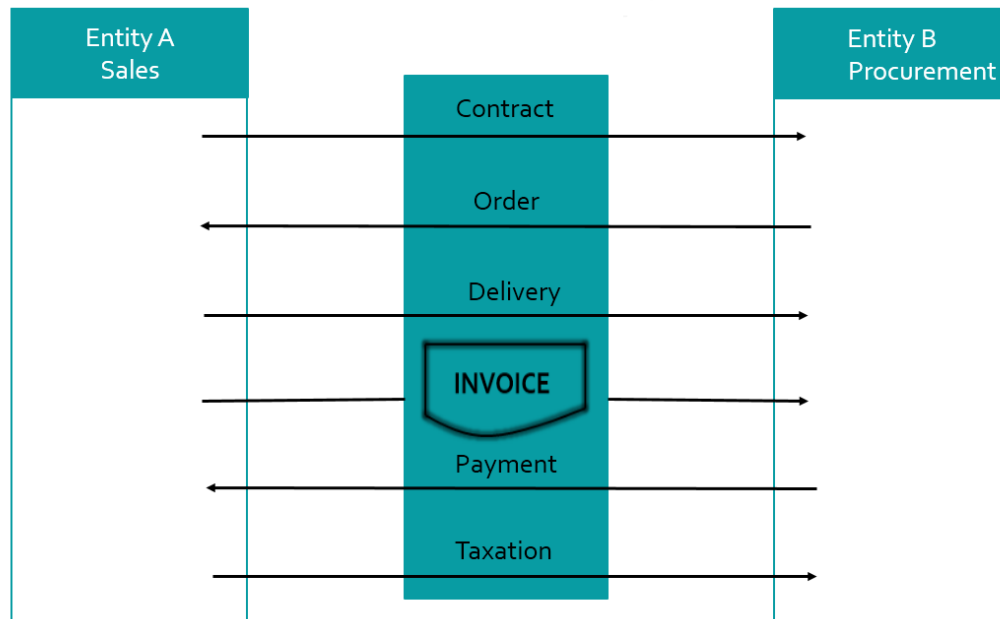 Entity A
Sales
Entity B
Procurement
Contract
Order
Delivery
INVOICE
Payment
Taxation